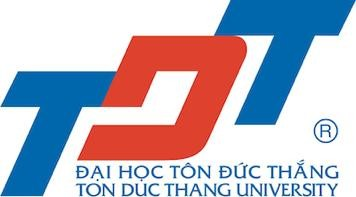 TDT
®
ĐẠI HỌC TÔN ĐỨC THẮNG
TON DUC THANG UNIVERSITY